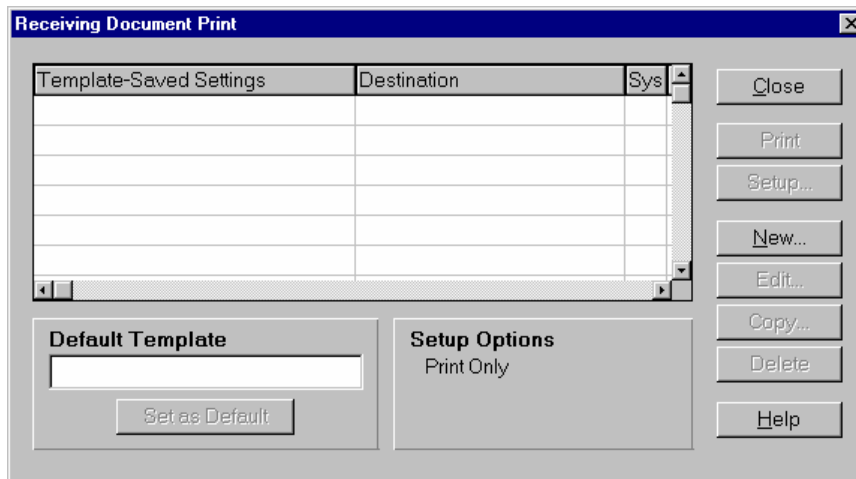 Receiving Document Print
Template-Saved Settings Destination Sys
Close
Print
Setup...
New...
Edit...
Copy...
Delete
Help
Default Template
Set as Default
Setup Options
Print Only